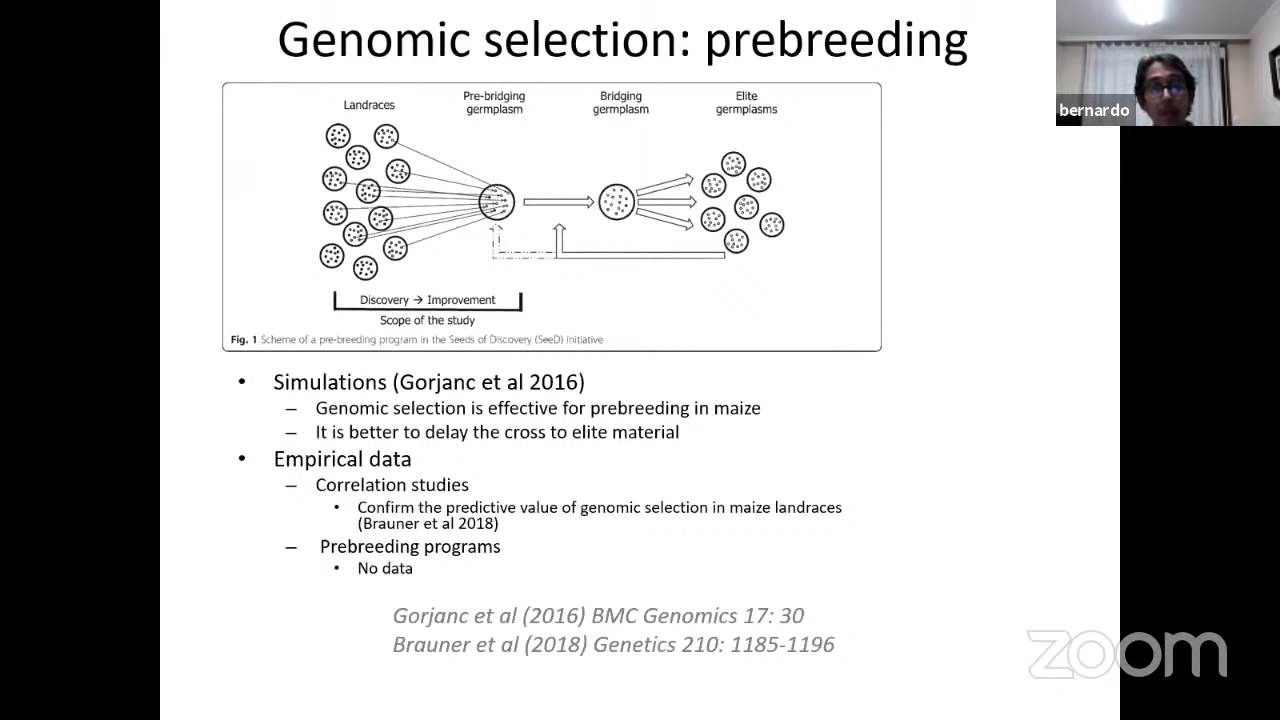 Genomic selection: prebreeding
bernardo
Landraces
Pre-bridging
germplasm
Bridging
germplasm
Elite
germplasms
Discovery → Improvement
Scope of the study
Fig. 1 Scheme of a pre-breeding program in the Seeds of Discovery (SeeD) initiative
• Simulations (Gorjanc et al 2016)
– Genomic selection is effective for prebreeding in maize
– It is better to delay the cross to elite material
• Empirical data
– Correlation studies
• Confirm the predictive value of genomic selection in maize landraces
(Brauner et al 2018)
– Prebreeding programs
• No data
Gorjanc et al (2016) BMC Genomics 17: 30
Brauner et al (2018) Genetics 210: 1185-1196
zoom